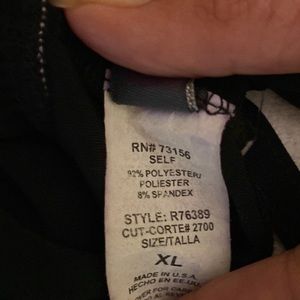 RN# 73156
SELF
92% POLYESTER/
POLIESTER
8% SPANDEX
STYLE: R76389
CUT-CORTE# 2700
SIZE/TALLA
XL
MADE IN U.S.A.
HECHO EN EE.UU.